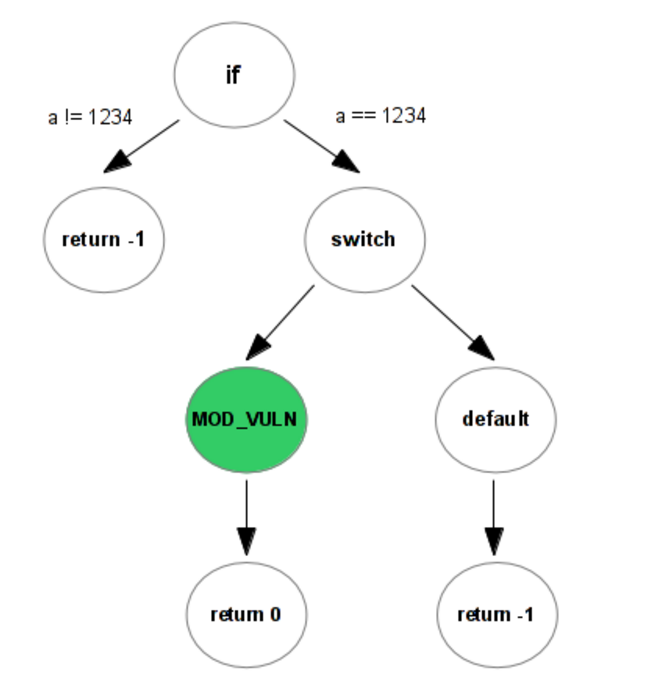 if
a != 1234
a == 1234
return -1
switch
MOD_VULN
default
return 0
return -1